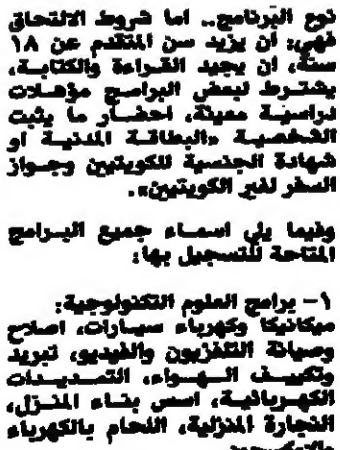 نوع البرنامج.. اما شروط الالتحاق
فهي: ان يزيد سن المتقدم عن ١٨
سنة، ان يجيد القراءة والكتابة،
يشترط لبعض البرامج مؤهلات
دراسية معينة، احضار ما يثبت
الشخصية «البطاقة المدنية او
شهادة الجنسية للكويتيين وجواز
السفر لغير الكويتيين».
وفيما يلي اسماء جميع البرامج
المتاحة للتسجيل بها:
١- برامج العلوم التكنولوجية:
ميكانيكا وكهرباء سيارات، اصلاح
وصيانة التلفزيون والفيديو، تبريد
وتكييف الهواء، التمديدات
الكهربائية، اسس بناء المنزل،
النجارة المنزلية، اللحام بالكهرباء